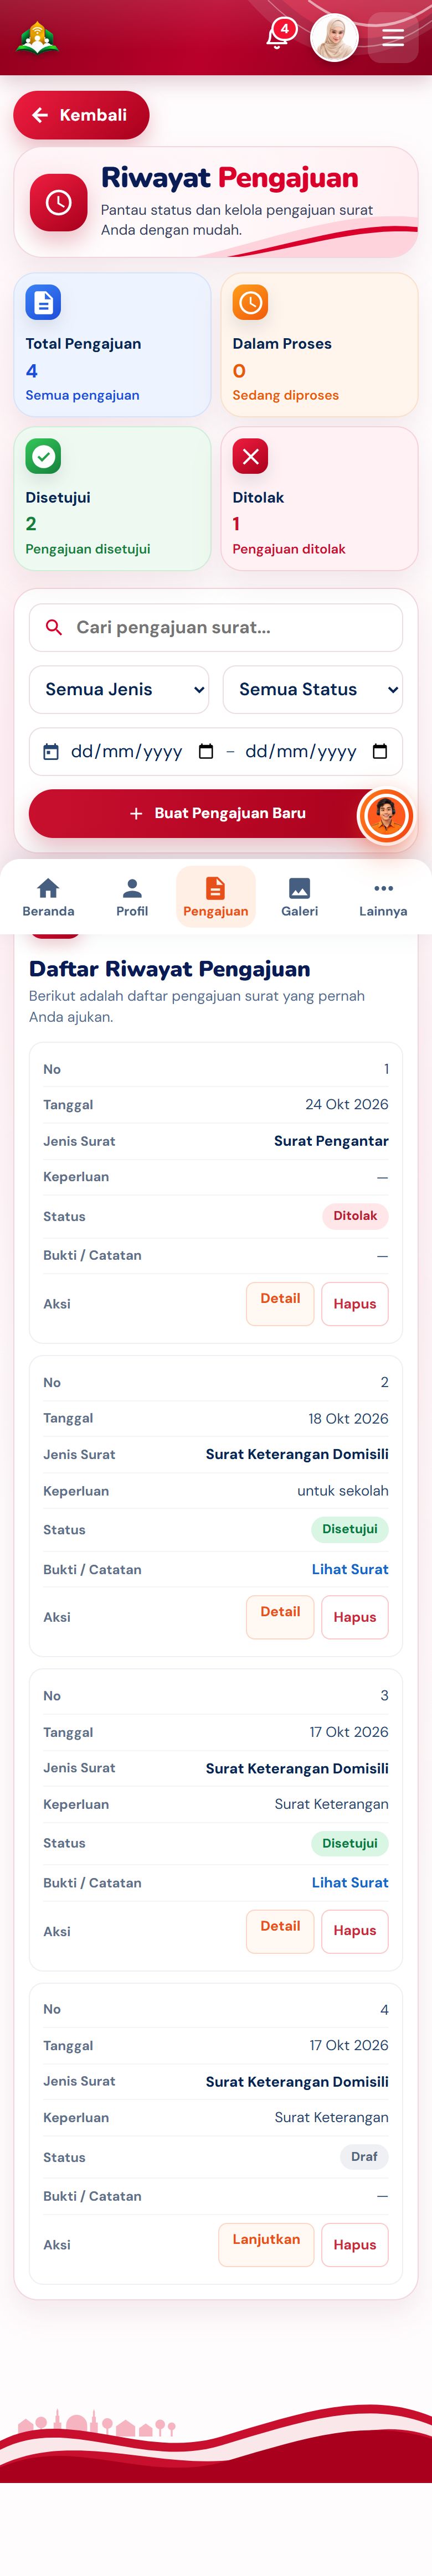 4
Kembali
Riwayat Pengajuan
Pantau status dan kelola pengajuan surat
Anda dengan mudah.
Total Pengajuan
4
Semua pengajuan
Dalam Proses
0
Sedang diproses
Disetujui
2
Pengajuan disetujui
Ditolak
1
Pengajuan ditolak
Cari pengajuan surat...
Semua Jenis
Semua Status
dd/mm/yyyy – dd/mm/yyyy
+ Buat Pengajuan Baru
Beranda
Profil
Pengajuan
Galeri
Lainnya
Daftar Riwayat Pengajuan
Berikut adalah daftar pengajuan surat yang pernah
Anda ajukan.
No 1
Tanggal 24 Okt 2026
Jenis Surat Surat Pengantar
Keperluan —
Status Ditolak
Bukti / Catatan —
Aksi Detail Hapus
No 2
Tanggal 18 Okt 2026
Jenis Surat Surat Keterangan Domisili
Keperluan untuk sekolah
Status Disetujui
Bukti / Catatan Lihat Surat
Aksi Detail Hapus
No 3
Tanggal 17 Okt 2026
Jenis Surat Surat Keterangan Domisili
Keperluan Surat Keterangan
Status Disetujui
Bukti / Catatan Lihat Surat
Aksi Detail Hapus
No 4
Tanggal 17 Okt 2026
Jenis Surat Surat Keterangan Domisili
Keperluan Surat Keterangan
Status Draf
Bukti / Catatan —
Aksi Lanjutkan Hapus